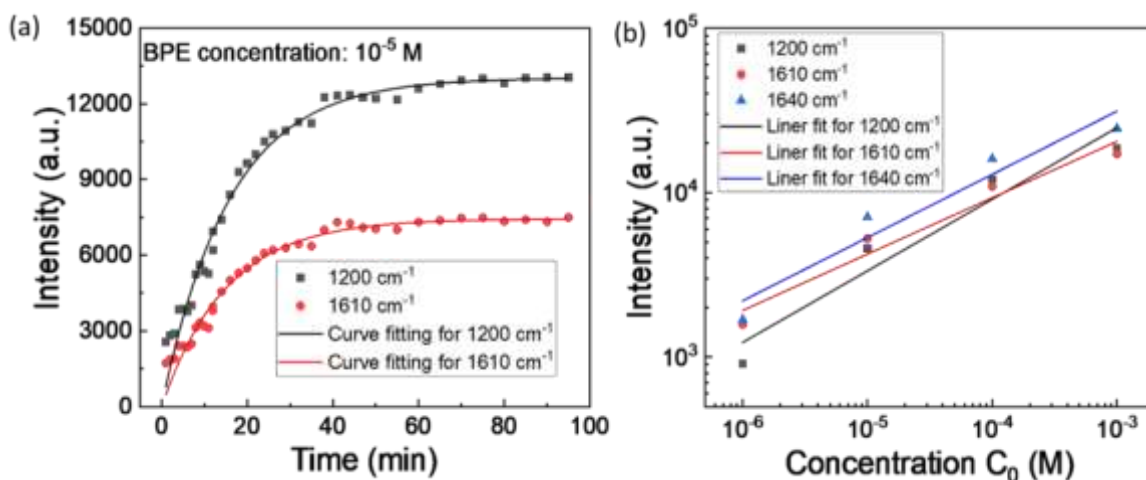 (a)
15000
12000
9000
6000
3000
0
Intensity (a.u.)
BPE concentration: 10⁻⁵ M
1200 cm⁻¹
1610 cm⁻¹
Curve fitting for 1200 cm⁻¹
Curve fitting for 1610 cm⁻¹
0 20 40 60 80 100
Time (min)
(b)
10⁵
10⁴
10³
Intensity (a.u.)
1200 cm⁻¹
1610 cm⁻¹
1640 cm⁻¹
Liner fit for 1200 cm⁻¹
Liner fit for 1610 cm⁻¹
Liner fit for 1640 cm⁻¹
10⁻⁶ 10⁻⁵ 10⁻⁴ 10⁻³
Concentration C₀ (M)